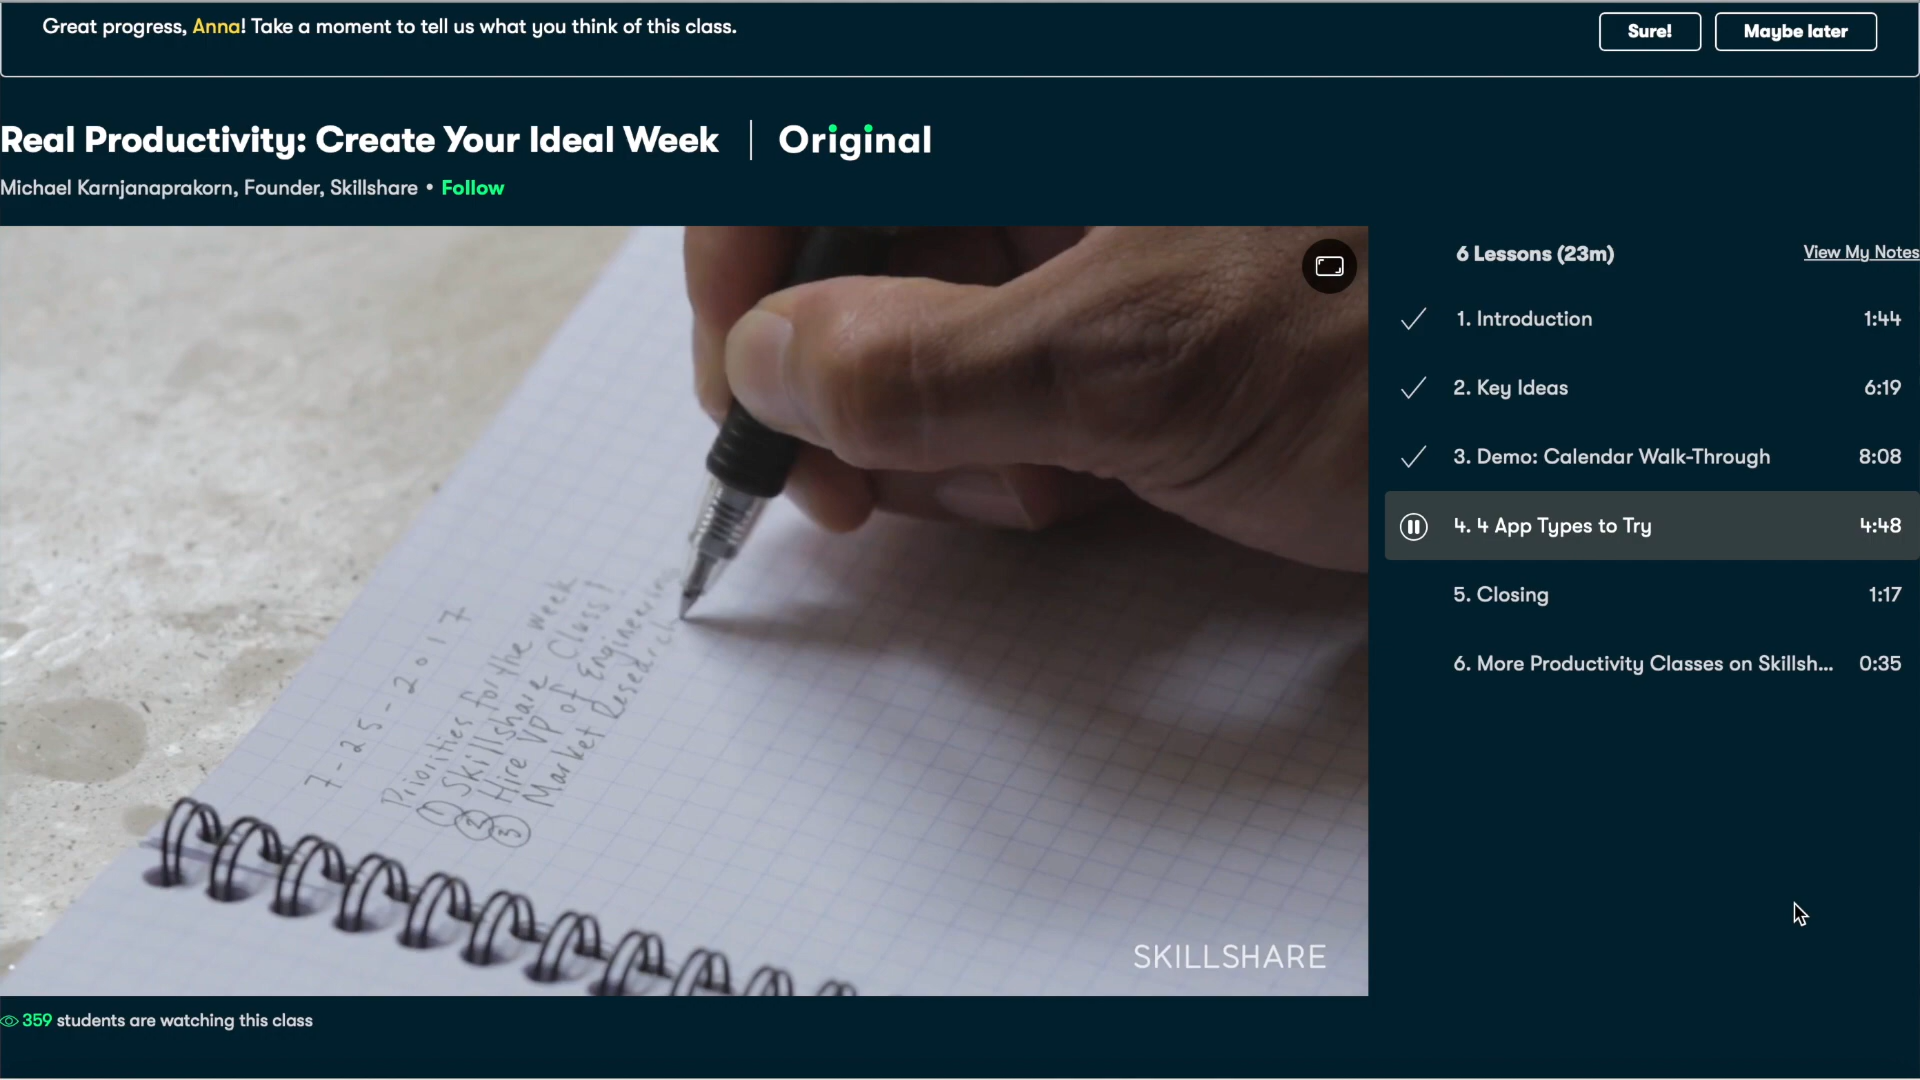 Great progress, Anna! Take a moment to tell us what you think of this class.
Sure!
Maybe later
Real Productivity: Create Your Ideal Week | Original
Michael Karnjanaprakorn, Founder, Skillshare • Follow
7-25-2017
Priorities for the week
① Skillshare Class!
② Hire VP of Engineering
③ Market Research
SKILLSHARE
6 Lessons (23m)
View My Notes
1. Introduction 1:44
2. Key Ideas 6:19
3. Demo: Calendar Walk-Through 8:08
4. 4 App Types to Try 4:48
5. Closing 1:17
6. More Productivity Classes on Skillsh... 0:35
359 students are watching this class